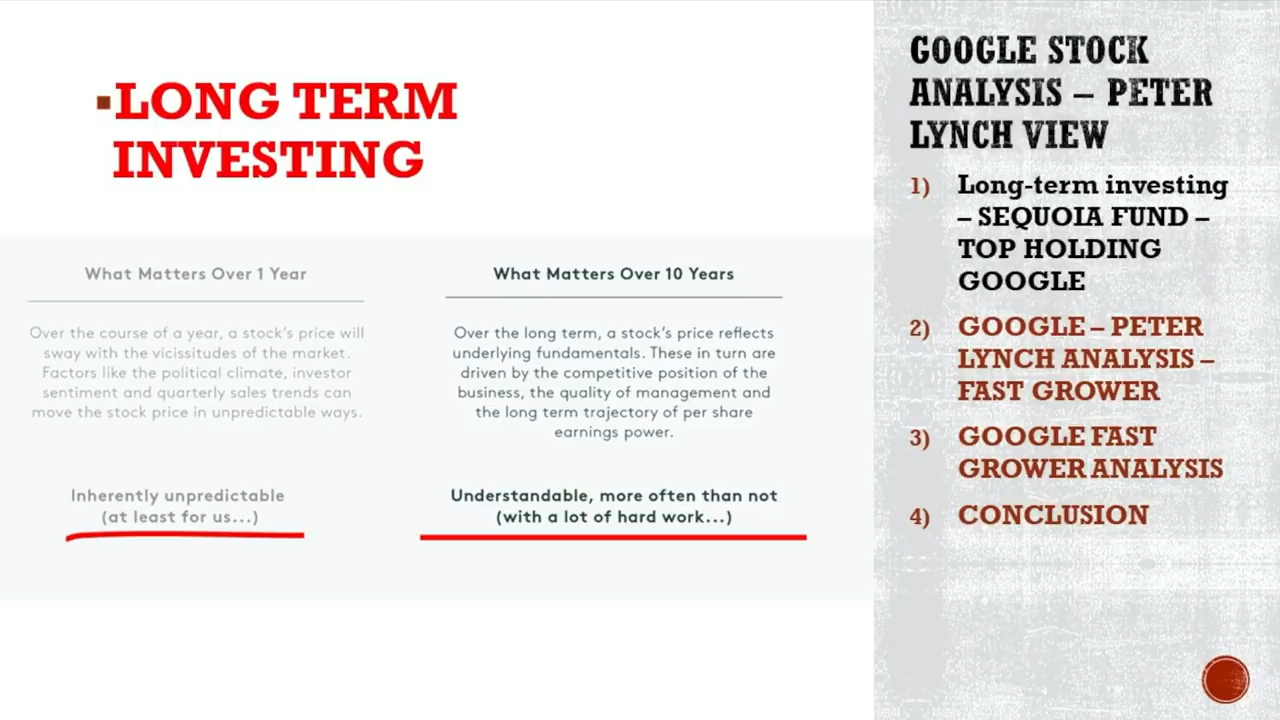 ▪LONG TERM
INVESTING
What Matters Over 1 Year
Over the course of a year, a stock's price will
sway with the vicissitudes of the market.
Factors like the political climate, investor
sentiment and quarterly sales trends can
move the stock price in unpredictable ways.
Inherently unpredictable
(at least for us...)
What Matters Over 10 Years
Over the long term, a stock's price reflects
underlying fundamentals. These in turn are
driven by the competitive position of the
business, the quality of management and
the long term trajectory of per share
earnings power.
Understandable, more often than not
(with a lot of hard work...)
GOOGLE STOCK
ANALYSIS – PETER
LYNCH VIEW
1) Long-term investing
– SEQUOIA FUND –
TOP HOLDING
GOOGLE
2) GOOGLE – PETER
LYNCH ANALYSIS –
FAST GROWER
3) GOOGLE FAST
GROWER ANALYSIS
4) CONCLUSION